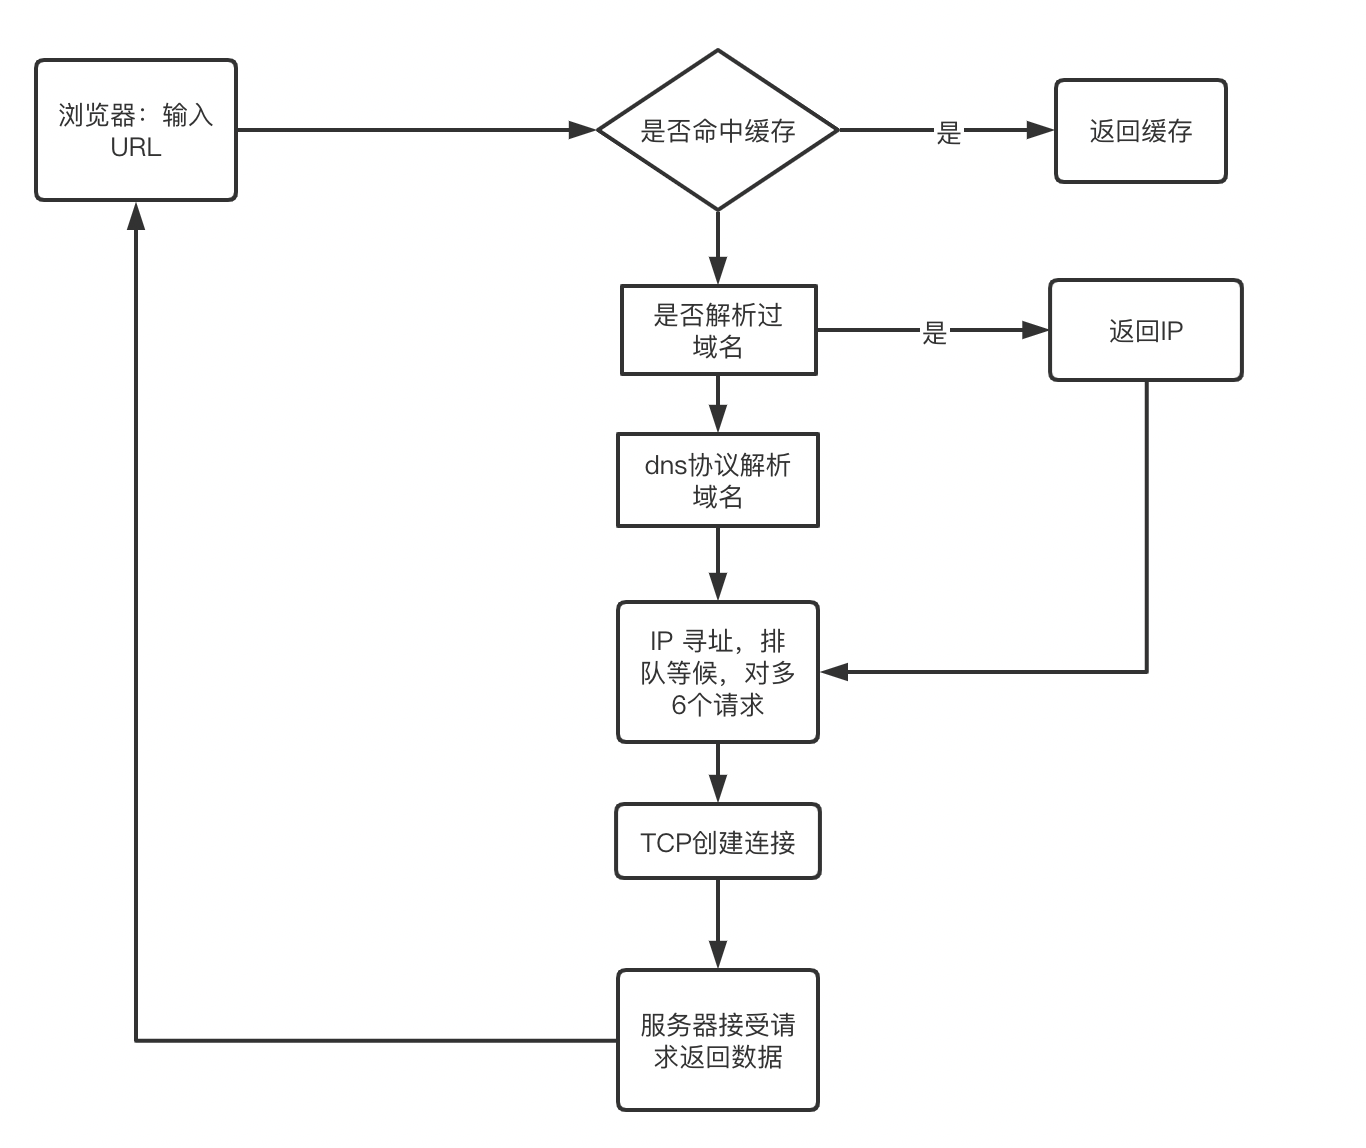 浏览器：输入
URL
是否命中缓存
是
返回缓存
是否解析过
域名
是
返回IP
dns协议解析
域名
IP 寻址，排
队等候，对多
6个请求
TCP创建连接
服务器接受请
求返回数据